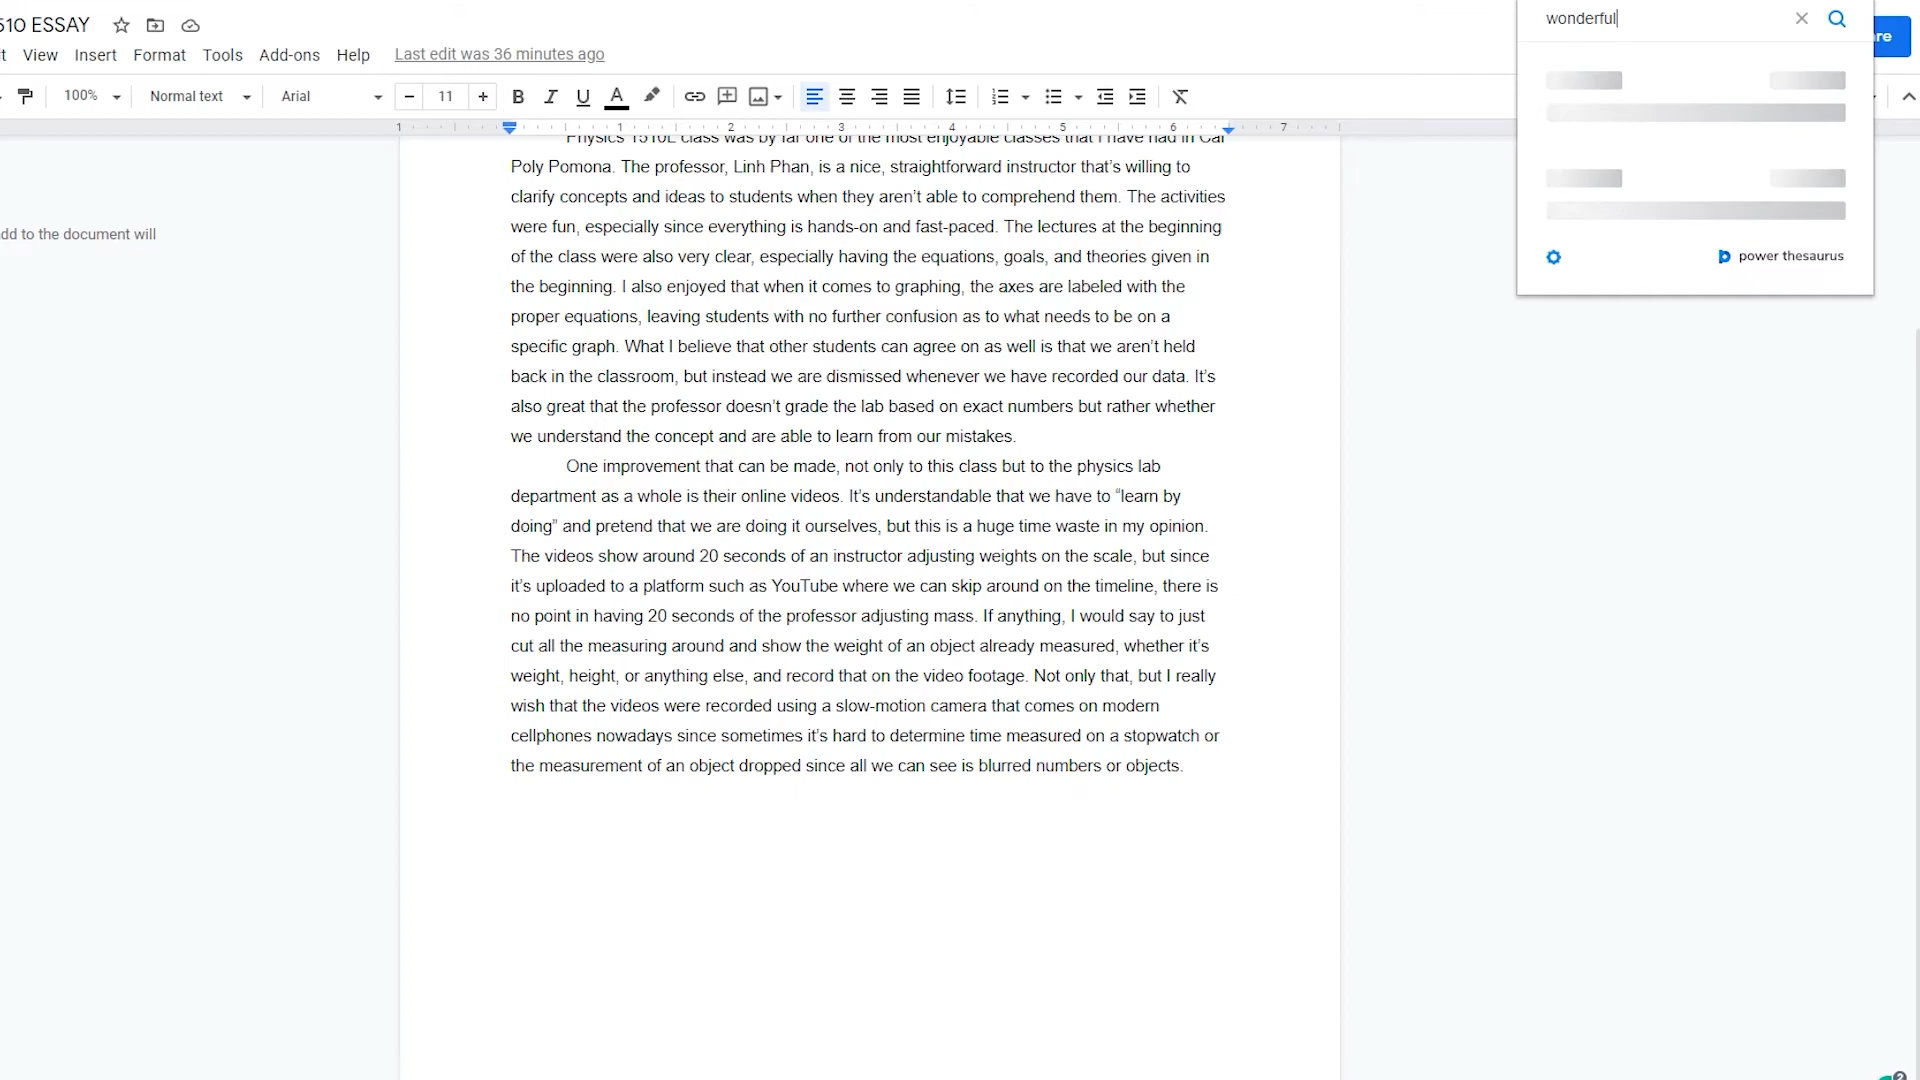 510 ESSAY
wonderful
re
t View Insert Format Tools Add-ons Help Last edit was 36 minutes ago
100% Normal text Arial 11
1 1 2 3 4 5 6 7
Physics 1510L class was by far one of the most enjoyable classes that I have had in Cal
Poly Pomona. The professor, Linh Phan, is a nice, straightforward instructor that’s willing to
clarify concepts and ideas to students when they aren’t able to comprehend them. The activities
were fun, especially since everything is hands-on and fast-paced. The lectures at the beginning
of the class were also very clear, especially having the equations, goals, and theories given in
the beginning. I also enjoyed that when it comes to graphing, the axes are labeled with the
proper equations, leaving students with no further confusion as to what needs to be on a
specific graph. What I believe that other students can agree on as well is that we aren’t held
back in the classroom, but instead we are dismissed whenever we have recorded our data. It’s
also great that the professor doesn’t grade the lab based on exact numbers but rather whether
we understand the concept and are able to learn from our mistakes.
One improvement that can be made, not only to this class but to the physics lab
department as a whole is their online videos. It’s understandable that we have to “learn by
doing” and pretend that we are doing it ourselves, but this is a huge time waste in my opinion.
The videos show around 20 seconds of an instructor adjusting weights on the scale, but since
it’s uploaded to a platform such as YouTube where we can skip around on the timeline, there is
no point in having 20 seconds of the professor adjusting mass. If anything, I would say to just
cut all the measuring around and show the weight of an object already measured, whether it’s
weight, height, or anything else, and record that on the video footage. Not only that, but I really
wish that the videos were recorded using a slow-motion camera that comes on modern
cellphones nowadays since sometimes it’s hard to determine time measured on a stopwatch or
the measurement of an object dropped since all we can see is blurred numbers or objects.
dd to the document will
power thesaurus
2